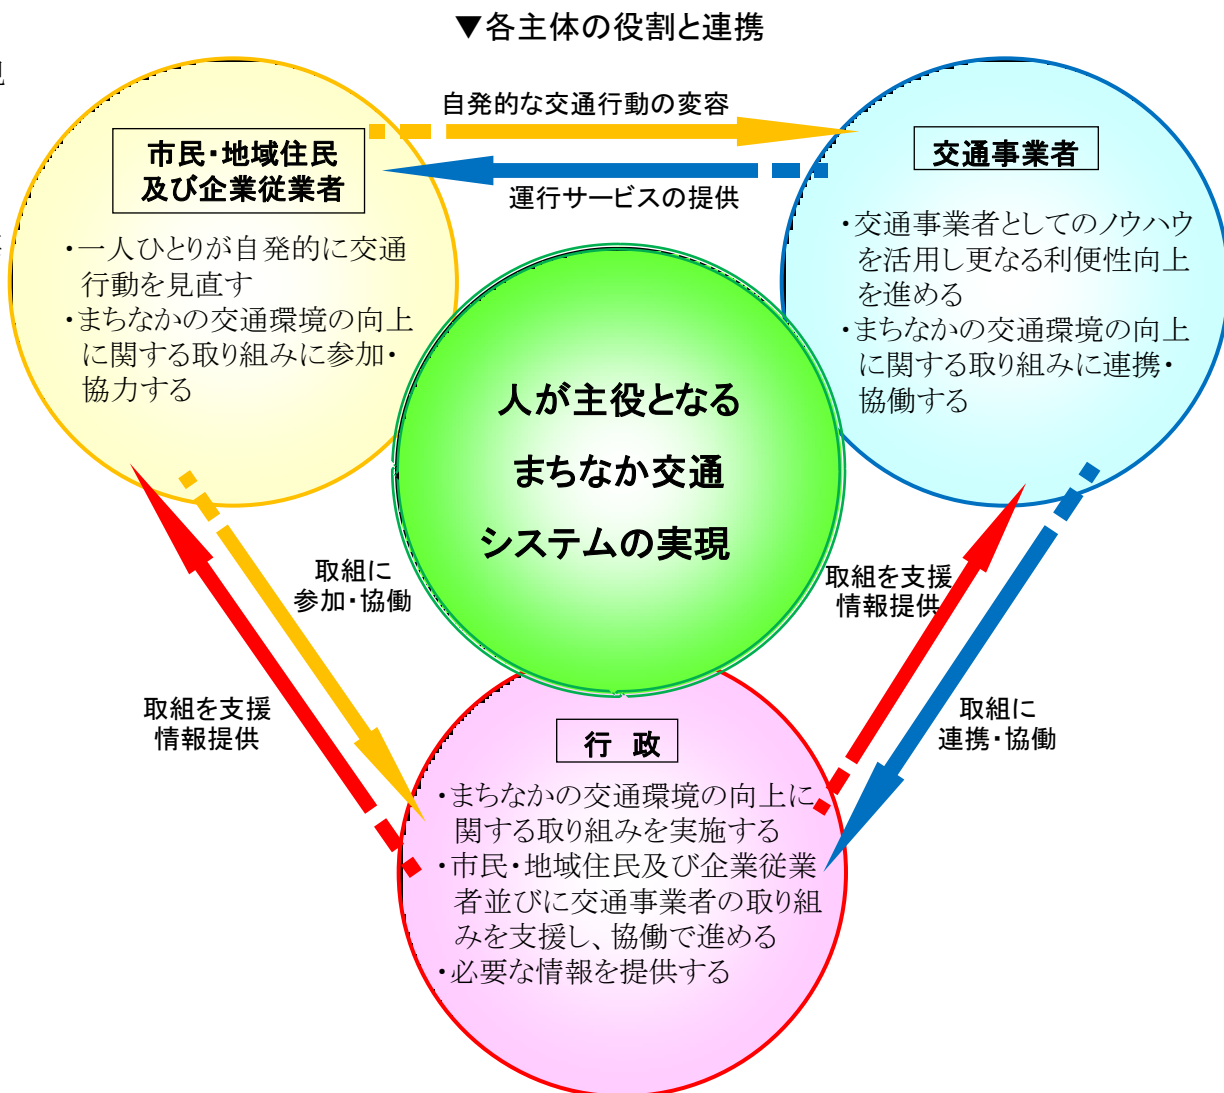 ▼各主体の役割と連携
自発的な交通行動の変容
運行サービスの提供
市民・地域住民
及び企業従業者
・一人ひとりが自発的に交通
行動を見直す
・まちなかの交通環境の向上
に関する取り組みに参加・
協力する
交通事業者
・交通事業者としてのノウハウ
を活用し更なる利便性向上
を進める
・まちなかの交通環境の向上
に関する取り組みに連携・
協働する
人が主役となる
まちなか交通
システムの実現
取組に
参加・協働
取組を支援
情報提供
取組を支援
情報提供
取組に
連携・協働
行 政
・まちなかの交通環境の向上に
関する取り組みを実施する
・市民・地域住民及び企業従業
者並びに交通事業者の取り組
みを支援し、協働で進める
・必要な情報を提供する